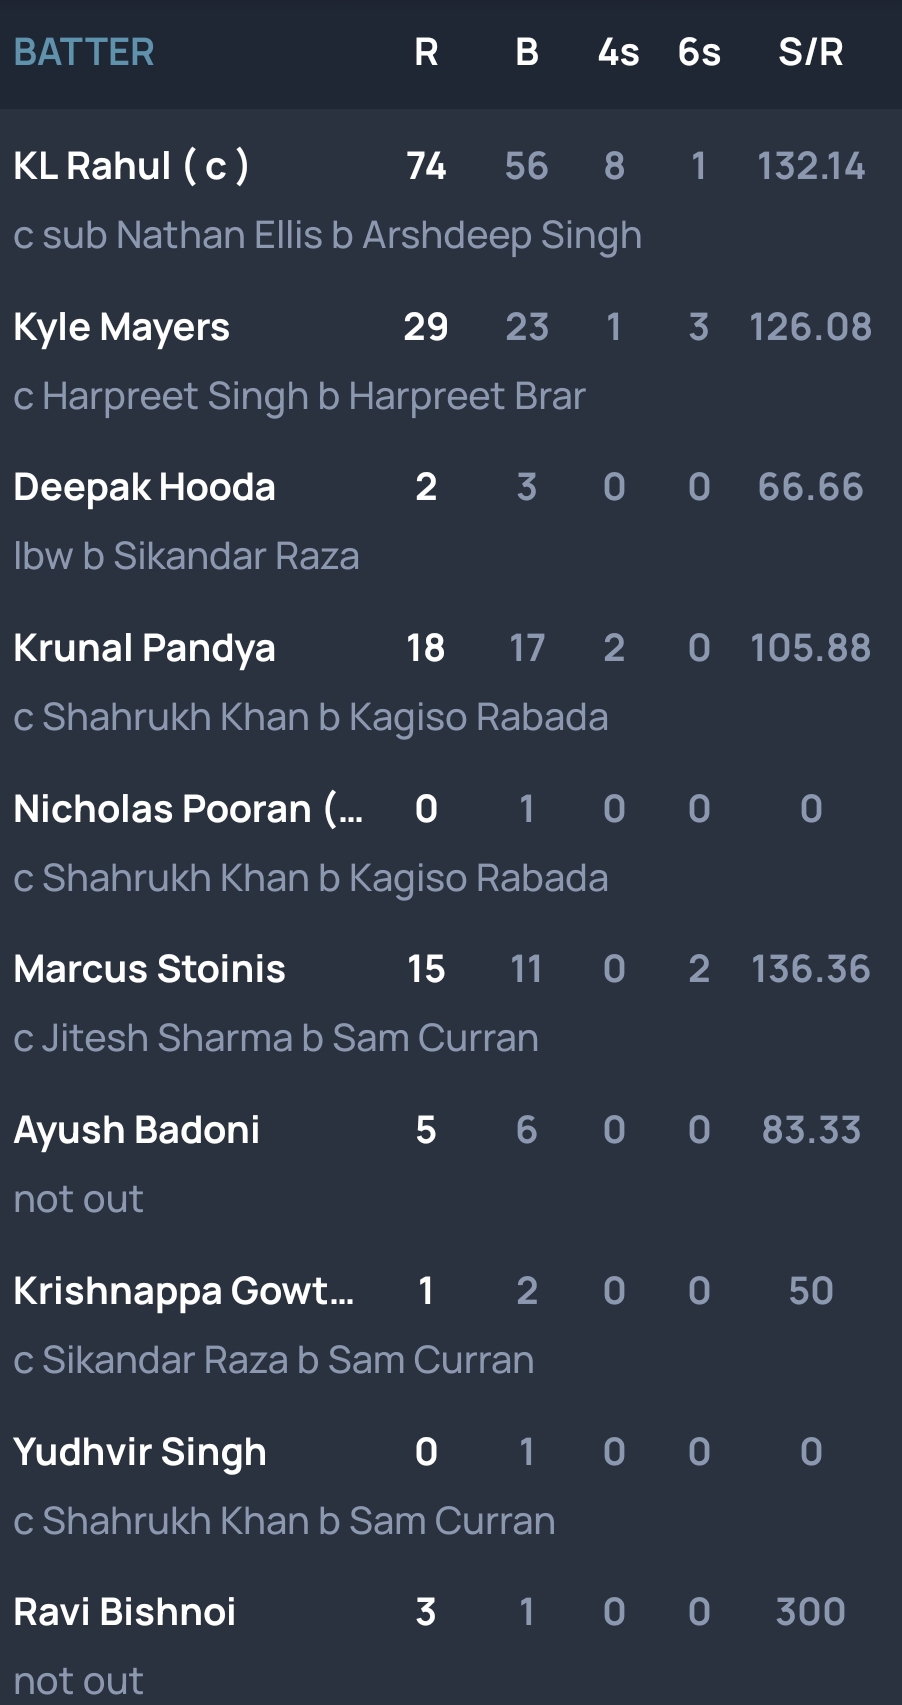 BATTER R B 4s 6s S/R
KL Rahul ( c ) 74 56 8 1 132.14
c sub Nathan Ellis b Arshdeep Singh
Kyle Mayers 29 23 1 3 126.08
c Harpreet Singh b Harpreet Brar
Deepak Hooda 2 3 0 0 66.66
lbw b Sikandar Raza
Krunal Pandya 18 17 2 0 105.88
c Shahrukh Khan b Kagiso Rabada
Nicholas Pooran (... 0 1 0 0 0
c Shahrukh Khan b Kagiso Rabada
Marcus Stoinis 15 11 0 2 136.36
c Jitesh Sharma b Sam Curran
Ayush Badoni 5 6 0 0 83.33
not out
Krishnappa Gowt... 1 2 0 0 50
c Sikandar Raza b Sam Curran
Yudhvir Singh 0 1 0 0 0
c Shahrukh Khan b Sam Curran
Ravi Bishnoi 3 1 0 0 300
not out